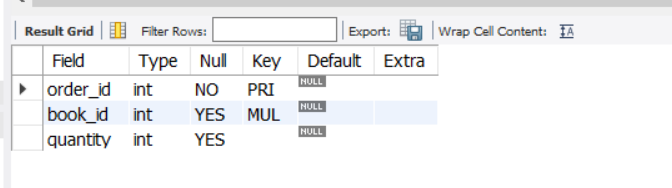 Result Grid Filter Rows: Export: Wrap Cell Content: IA
Field Type Null Key Default Extra
order_id int NO PRI NULL
book_id int YES MUL NULL
quantity int YES NULL